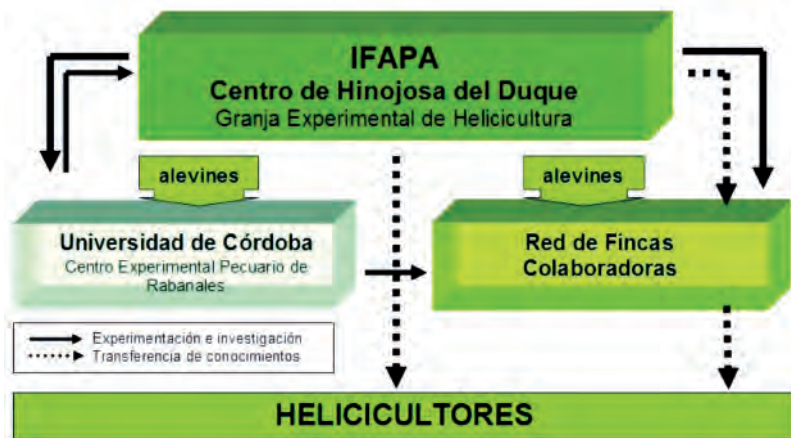 IFAPA
Centro de Hinojosa del Duque
Granja Experimental de Helicicultura
alevines
alevines
Universidad de Córdoba
Centro Experimental Pecuario de
Rabanales
Red de Fincas
Colaboradoras
Experimentación e investigación
Transferencia de conocimientos
HELICICULTORES